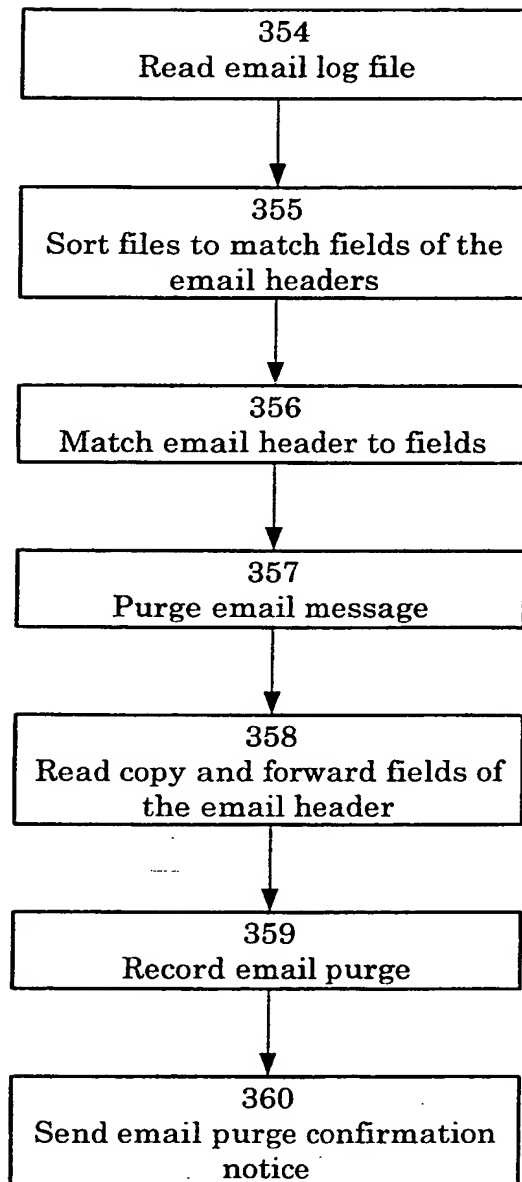 354
Read email log file
355
Sort files to match fields of the
email headers
356
Match email header to fields
357
Purge email message
358
Read copy and forward fields of
the email header
359
Record email purge
360
Send email purge confirmation
notice